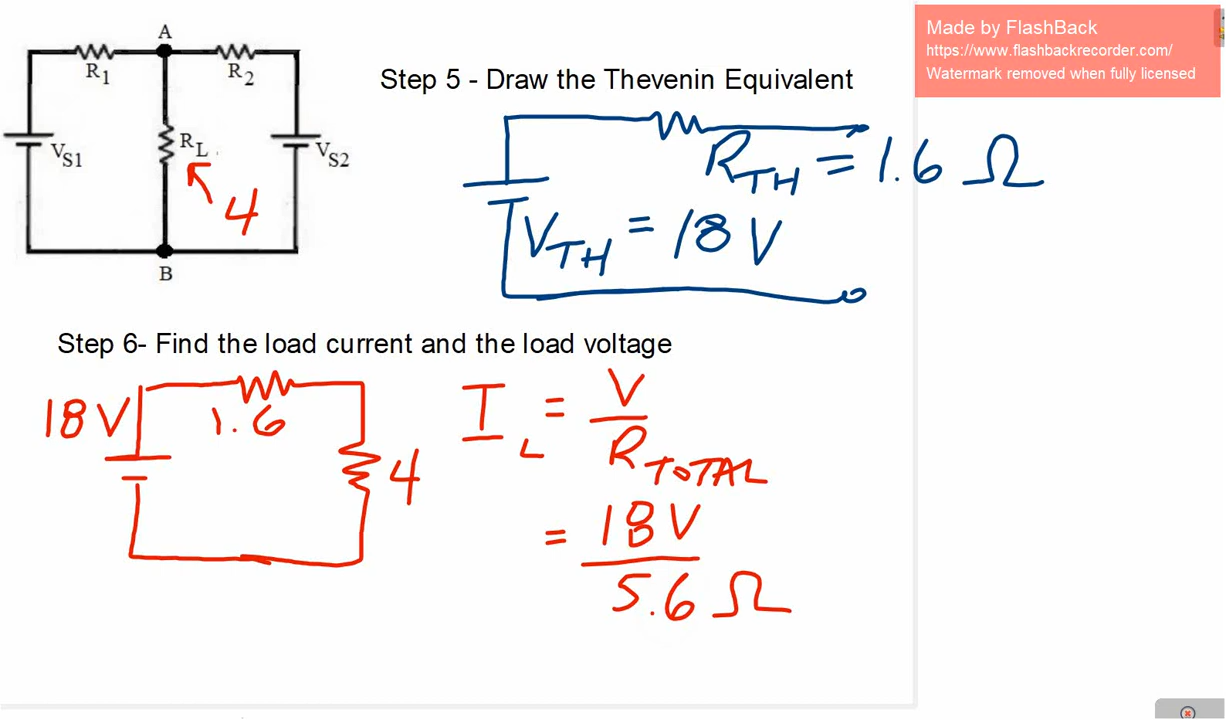 Made by FlashBack
https://www.flashbackrecorder.com/
Watermark removed when fully licensed
A
R1
R2
VS1
RL
VS2
4
B
Step 5 - Draw the Thevenin Equivalent
RTH = 1.6 Ω
VTH = 18 V
Step 6- Find the load current and the load voltage
18 V
1.6
4
IL = V
RTOTAL
= 18 V
5.6 Ω